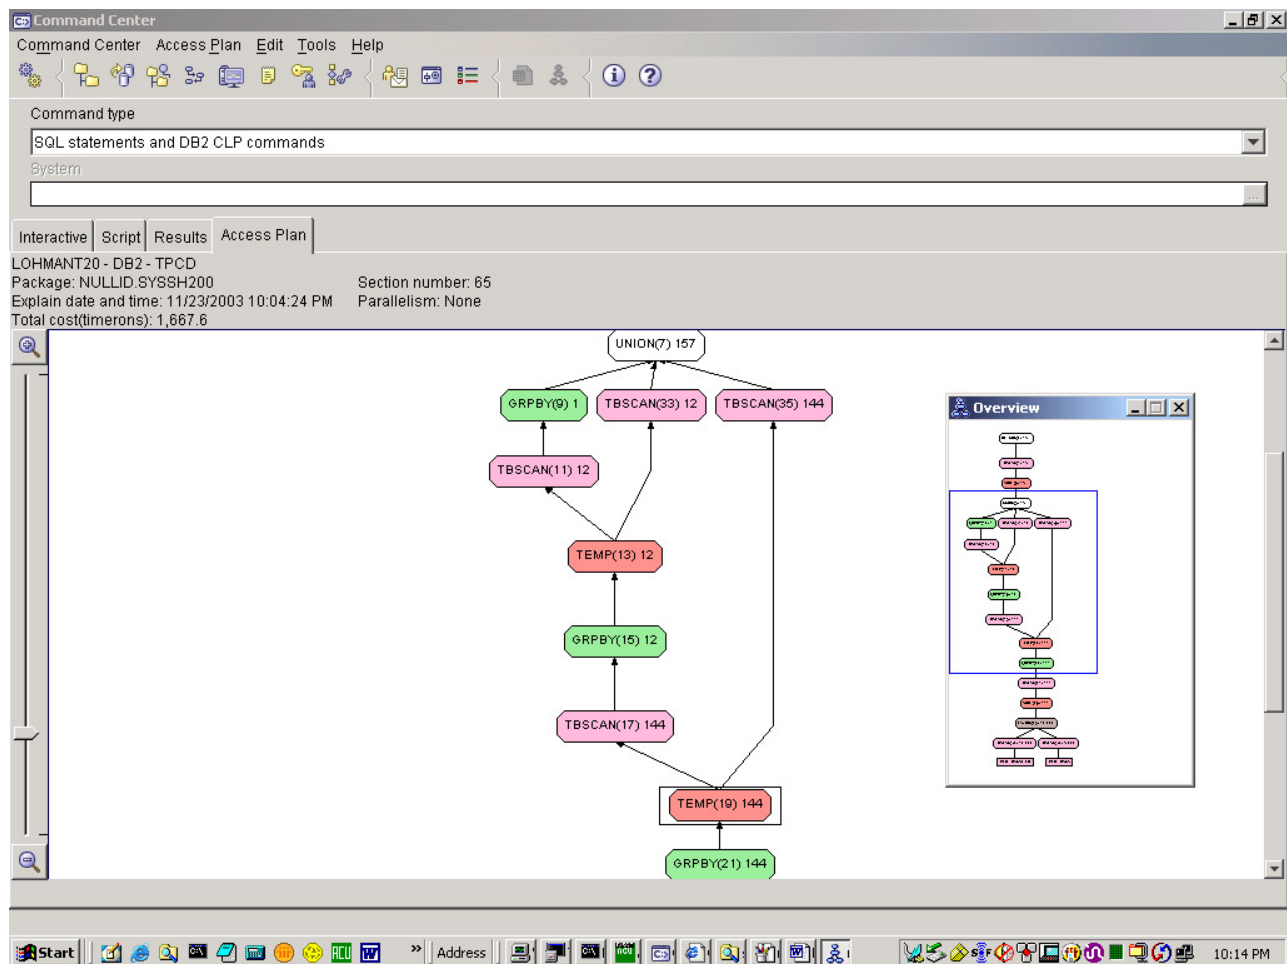 Command Center
Command Center Access Plan Edit Tools Help
Command type
SQL statements and DB2 CLP commands
System
...
Interactive Script Results Access Plan
LOHMANT20 - DB2 - TPCD
Package: NULLID.SYSSH200 Section number: 65
Explain date and time: 11/23/2003 10:04:24 PM Parallelism: None
Total cost(timerons): 1,667.6
UNION(7) 157
GRPBY(9) 1 TBSCAN(33) 12 TBSCAN(35) 144
Overview
TBSCAN(11) 12
TEMP(13) 12
GRPBY(15) 12
TBSCAN(17) 144
TEMP(19) 144
GRPBY(21) 144
Start ACU W » Address 10:14 PM